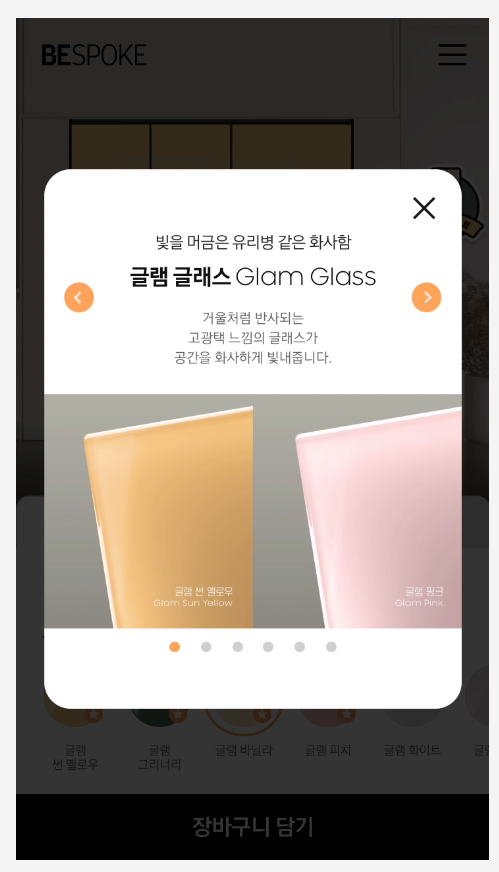 BESPOKE
빛을 머금은 유리병 같은 화사함
글램 글래스 Glam Glass
거울처럼 반사되는
고광택 느낌의 글래스가
공간을 화사하게 빛내줍니다.
글램 썬 옐로우
Glam Sun Yellow
글램 핑크
Glam Pink
글램
썬 옐로우
글램
그리너리
글램 바닐라
글램 피치
글램 화이트
장바구니 담기